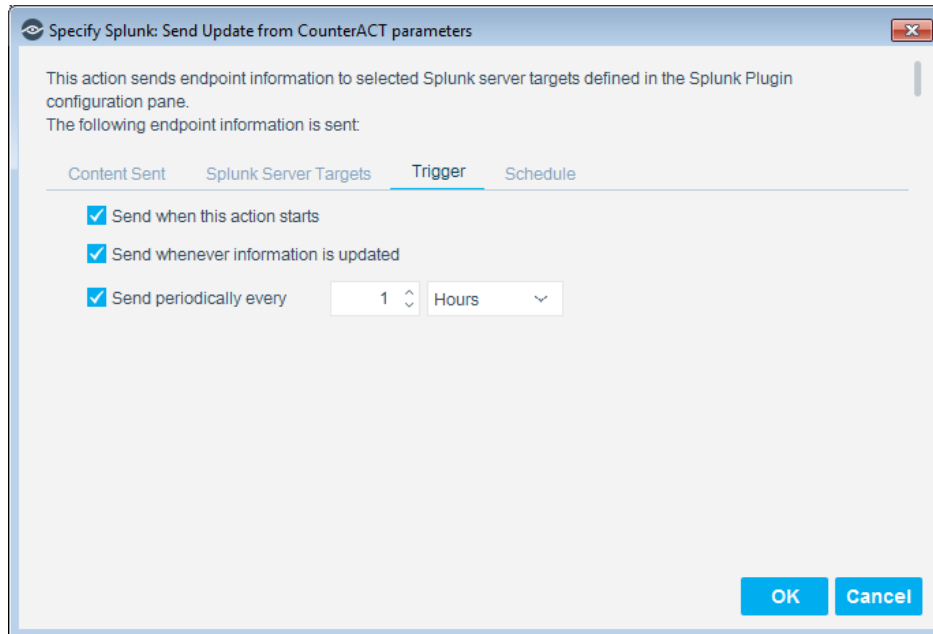 Specify Splunk: Send Update from CounterACT parameters
This action sends endpoint information to selected Splunk server targets defined in the Splunk Plugin
configuration pane.
The following endpoint information is sent:
Content Sent Splunk Server Targets Trigger Schedule
Send when this action starts
Send whenever information is updated
Send periodically every 1 Hours
OK Cancel